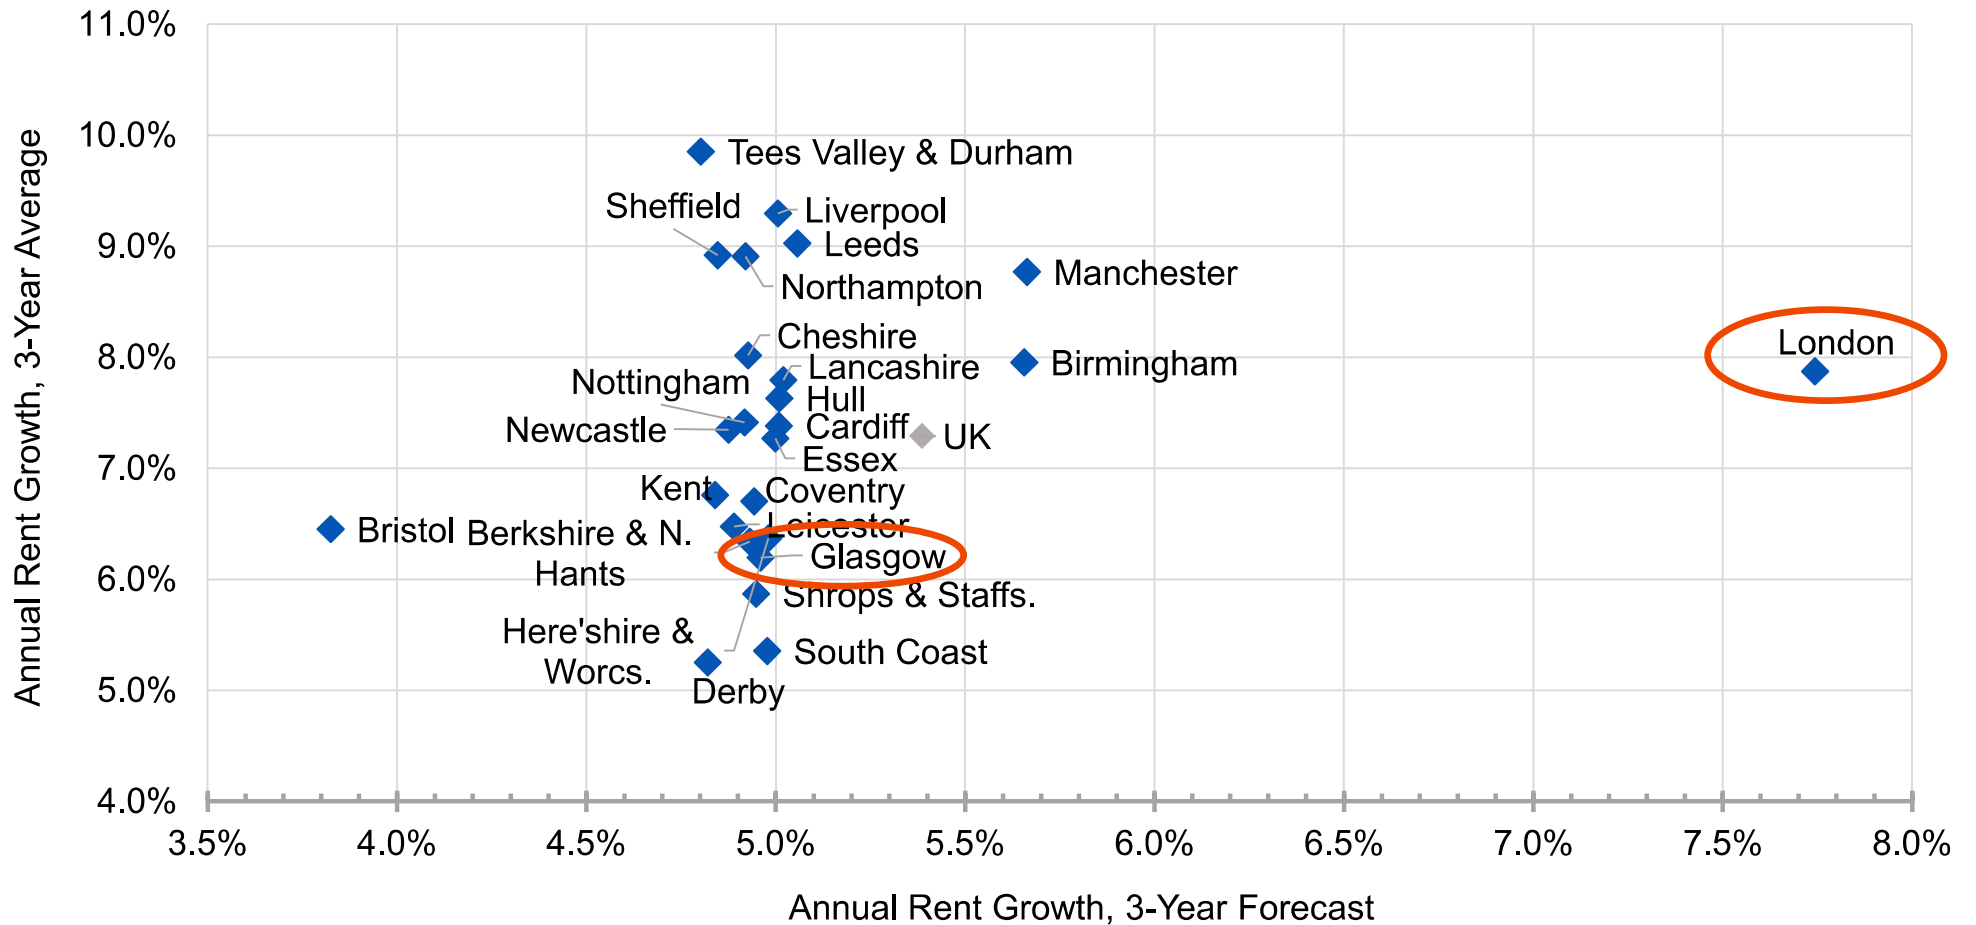 11.0%
10.0%
9.0%
8.0%
7.0%
6.0%
5.0%
4.0%
Annual Rent Growth, 3-Year Average
Tees Valley & Durham
Sheffield
Liverpool
Leeds
Manchester
Northampton
Cheshire
London
Birmingham
Lancashire
Nottingham
Hull
Cardiff
Newcastle
UK
Essex
Kent
Coventry
Leicester
Bristol
Berkshire & N.
Hants
Glasgow
Shrops & Staffs.
Here'shire &
Worcs.
South Coast
Derby
3.5%
4.0%
4.5%
5.0%
5.5%
6.0%
6.5%
7.0%
7.5%
8.0%
Annual Rent Growth, 3-Year Forecast